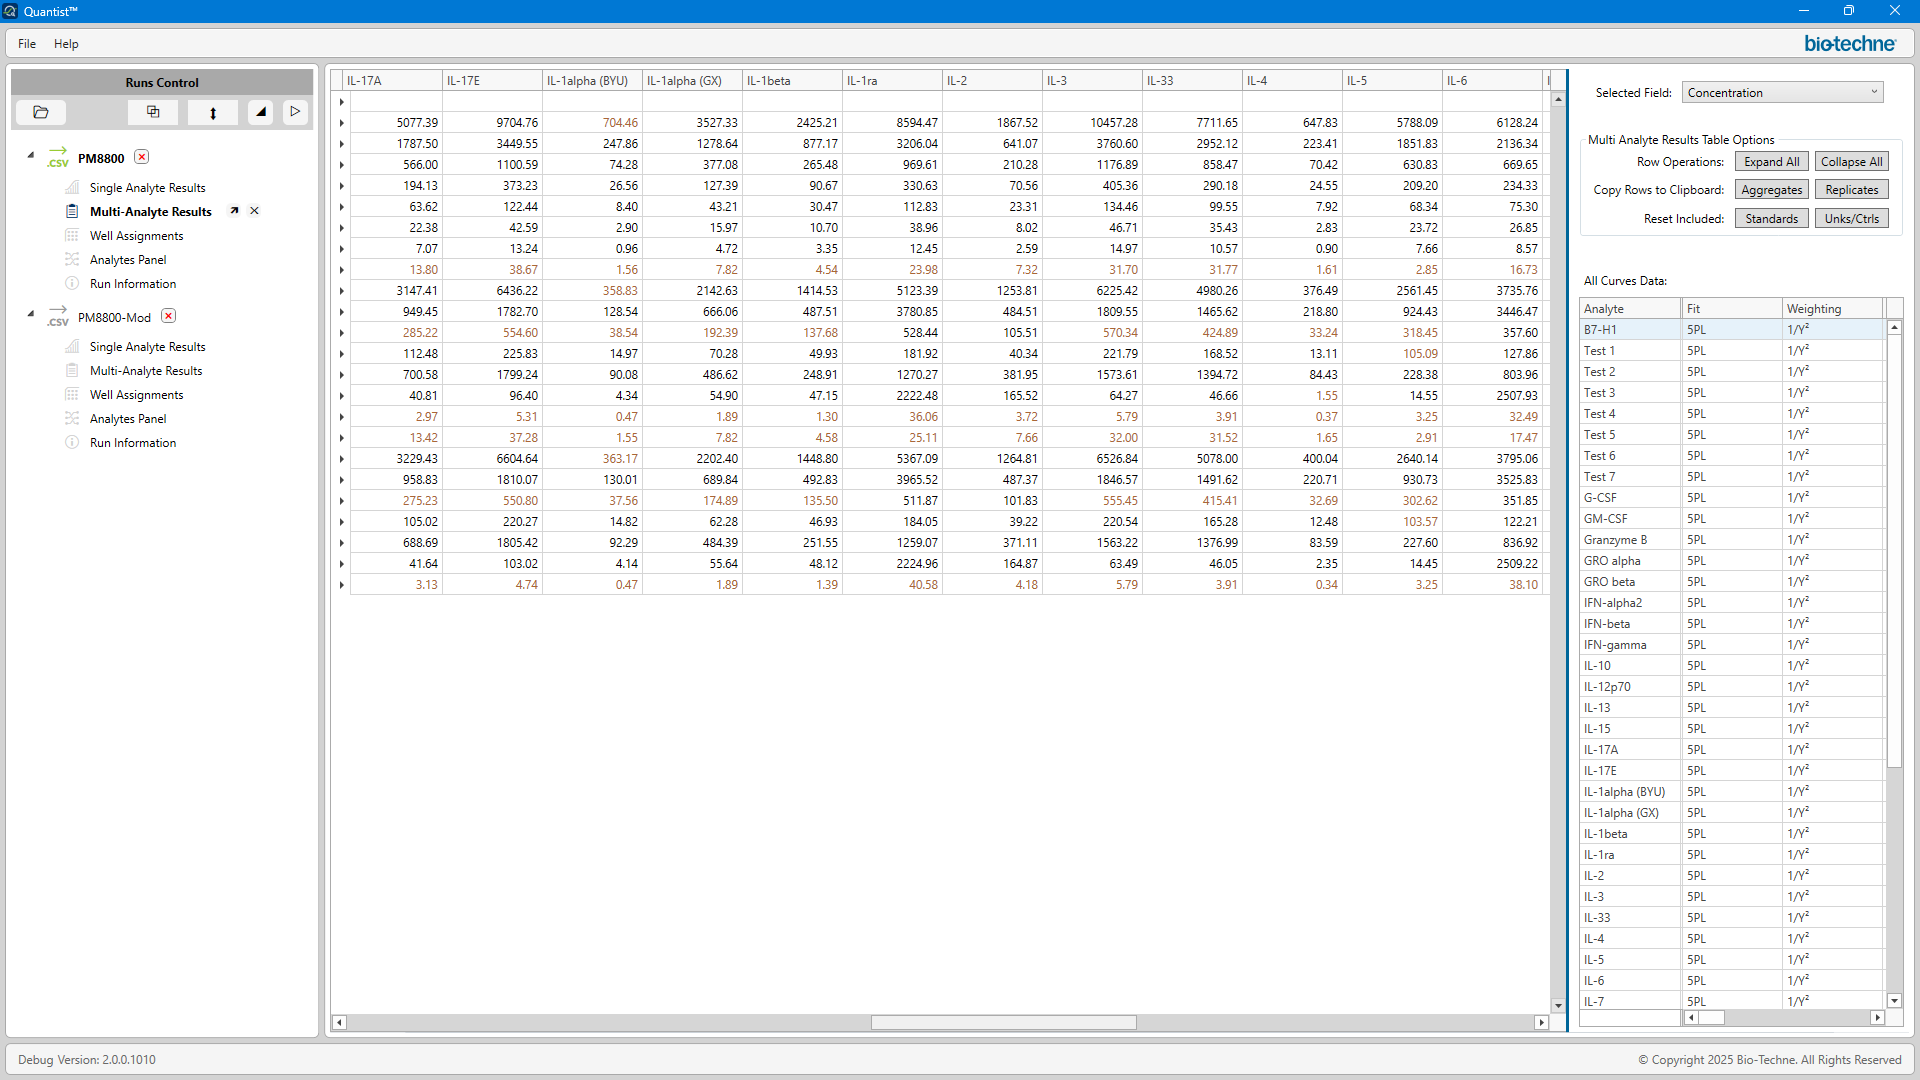 Quantist™
File Help
bio-techne
Runs Control
PM8800
Single Analyte Results
Multi-Analyte Results
Well Assignments
Analytes Panel
Run Information
PM8800-Mod
Single Analyte Results
Multi-Analyte Results
Well Assignments
Analytes Panel
Run Information
IL-17A IL-17E IL-1alpha (BYU) IL-1alpha (GX) IL-1beta IL-1ra IL-2 IL-3 IL-33 IL-4 IL-5 IL-6
5077.39 9704.76 704.46 3527.33 2425.21 8594.47 1867.52 10457.28 7711.65 647.83 5788.09 6128.24
1787.50 3449.55 247.86 1278.64 877.17 3206.04 641.07 3760.60 2952.12 223.41 1851.83 2136.34
566.00 1100.59 74.28 377.08 265.48 969.61 210.28 1176.89 858.47 70.42 630.83 669.65
194.13 373.23 26.56 127.39 90.67 330.63 70.56 405.36 290.18 24.55 209.20 234.33
63.62 122.44 8.40 43.21 30.47 112.83 23.31 134.46 99.55 7.92 68.34 75.30
22.38 42.59 2.90 15.97 10.70 38.96 8.02 46.71 35.43 2.83 23.72 26.85
7.07 13.24 0.96 4.72 3.35 12.45 2.59 14.97 10.57 0.90 7.66 8.57
13.80 38.67 1.56 7.82 4.54 23.98 7.32 31.70 31.77 1.61 2.85 16.73
3147.41 6436.22 358.83 2142.63 1414.53 5123.39 1253.81 6225.42 4980.26 376.49 2561.45 3735.76
949.45 1782.70 128.54 666.06 487.51 3780.85 484.51 1809.55 1465.62 218.80 924.43 3446.47
285.22 554.60 38.54 192.39 137.68 528.44 105.51 570.34 424.89 33.24 318.45 357.60
112.48 225.83 14.97 70.28 49.93 181.92 40.34 221.79 168.52 13.11 105.09 127.86
700.58 1799.24 90.08 486.62 248.91 1270.27 381.95 1573.61 1394.72 84.43 228.38 803.96
40.81 96.40 4.34 54.90 47.15 2222.48 165.52 64.27 46.66 1.55 14.55 2507.93
2.97 5.31 0.47 1.89 1.30 36.06 3.72 5.79 3.91 0.37 3.25 32.49
13.42 37.28 1.55 7.82 4.58 25.11 7.66 32.00 31.52 1.65 2.91 17.47
3229.43 6604.64 363.17 2202.40 1448.80 5367.09 1264.81 6526.84 5078.00 400.04 2640.14 3795.06
958.83 1810.07 130.01 689.84 492.83 3965.52 487.37 1846.57 1491.62 220.71 930.73 3525.83
275.23 550.80 37.56 174.89 135.50 511.87 101.83 555.45 415.41 32.69 302.62 351.85
105.02 220.27 14.82 62.28 46.93 184.05 39.22 220.54 165.28 12.48 103.57 122.21
688.69 1805.42 92.29 484.39 251.55 1259.07 371.11 1563.22 1376.99 83.59 227.60 836.92
41.64 103.02 4.14 55.64 48.12 2224.96 164.87 63.49 46.05 2.35 14.45 2509.22
3.13 4.74 0.47 1.89 1.39 40.58 4.18 5.79 3.91 0.34 3.25 38.10
Selected Field: Concentration
Multi Analyte Results Table Options
Row Operations: Expand All Collapse All
Copy Rows to Clipboard: Aggregates Replicates
Reset Included: Standards Unks/Ctrls
All Curves Data:
Analyte Fit Weighting
B7-H1 5PL 1/Y²
Test 1 5PL 1/Y²
Test 2 5PL 1/Y²
Test 3 5PL 1/Y²
Test 4 5PL 1/Y²
Test 5 5PL 1/Y²
Test 6 5PL 1/Y²
Test 7 5PL 1/Y²
G-CSF 5PL 1/Y²
GM-CSF 5PL 1/Y²
Granzyme B 5PL 1/Y²
GRO alpha 5PL 1/Y²
GRO beta 5PL 1/Y²
IFN-alpha2 5PL 1/Y²
IFN-beta 5PL 1/Y²
IFN-gamma 5PL 1/Y²
IL-10 5PL 1/Y²
IL-12p70 5PL 1/Y²
IL-13 5PL 1/Y²
IL-15 5PL 1/Y²
IL-17A 5PL 1/Y²
IL-17E 5PL 1/Y²
IL-1alpha (BYU) 5PL 1/Y²
IL-1alpha (GX) 5PL 1/Y²
IL-1beta 5PL 1/Y²
IL-1ra 5PL 1/Y²
IL-2 5PL 1/Y²
IL-3 5PL 1/Y²
IL-33 5PL 1/Y²
IL-4 5PL 1/Y²
IL-5 5PL 1/Y²
IL-6 5PL 1/Y²
IL-7 5PL 1/Y²
Debug Version: 2.0.0.1010
© Copyright 2025 Bio-Techne. All Rights Reserved